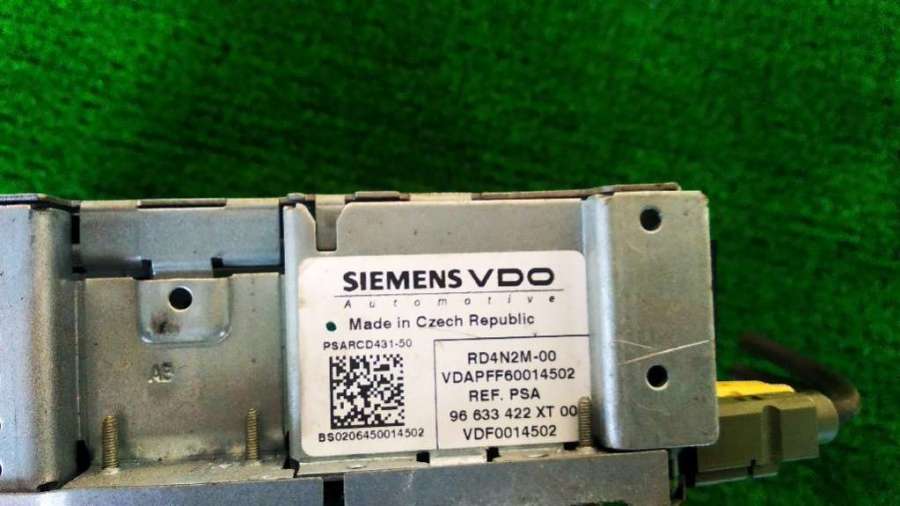 SIEMENS VDO
Automotive
Made in Czech Republic
PSARCD431-50
BS0206450014502
RD4N2M-00
VDAPFF60014502
REF. PSA
96 633 422 XT 00
VDF0014502